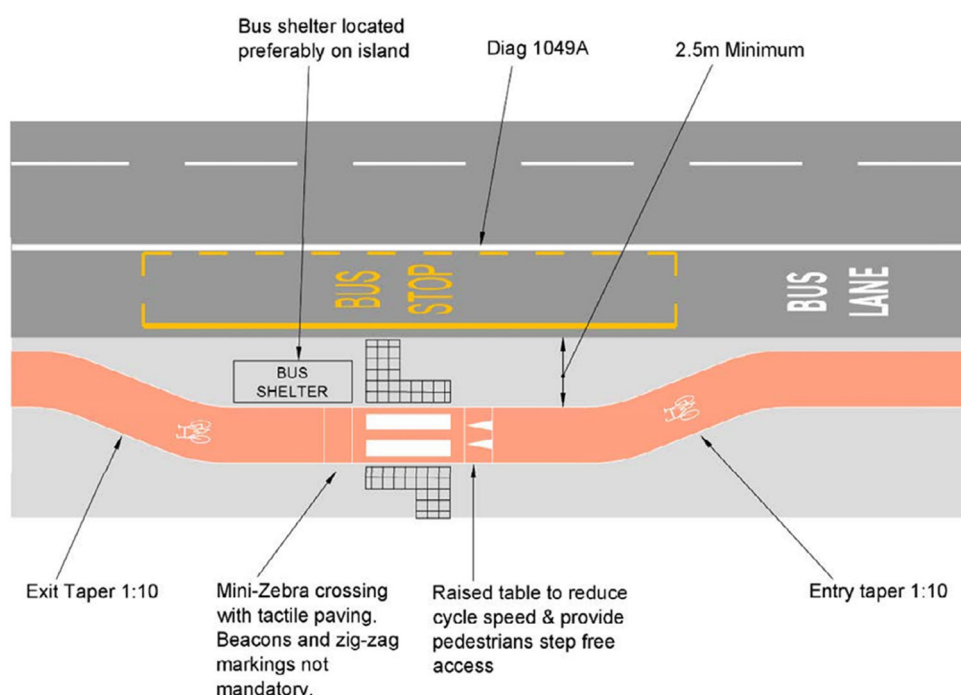 Bus shelter located
preferably on island
Diag 1049A
2.5m Minimum
BUS
STOP
BUS
LANE
BUS
SHELTER
Exit Taper 1:10
Mini-Zebra crossing
with tactile paving.
Beacons and zig-zag
markings not
mandatory.
Raised table to reduce
cycle speed & provide
pedestrians step free
access
Entry taper 1:10